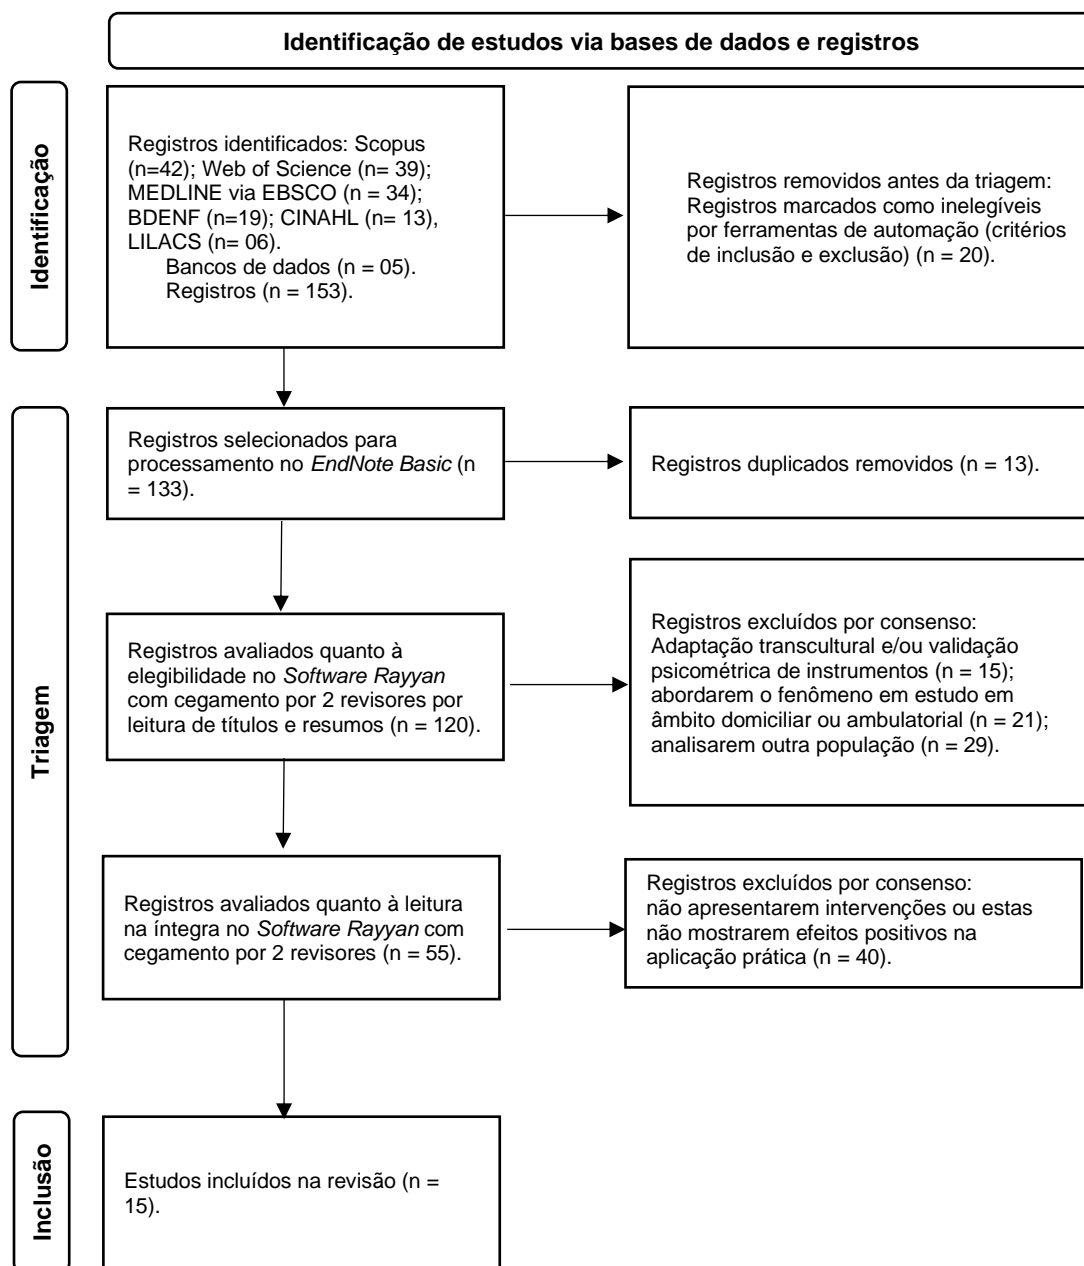 Identificação de estudos via bases de dados e registros
Identificação
Registros identificados: Scopus
(n=42); Web of Science (n= 39);
MEDLINE via EBSCO (n = 34);
BDENF (n=19); CINAHL (n= 13),
LILACS (n= 06).
Bancos de dados (n = 05).
Registros (n = 153).
Registros removidos antes da triagem:
Registros marcados como inelegíveis
por ferramentas de automação (critérios
de inclusão e exclusão) (n = 20).
Triagem
Registros selecionados para
processamento no EndNote Basic (n
= 133).
Registros duplicados removidos (n = 13).
Registros avaliados quanto à
elegibilidade no Software Rayyan
com cegamento por 2 revisores por
leitura de títulos e resumos (n = 120).
Registros excluídos por consenso:
Adaptação transcultural e/ou validação
psicométrica de instrumentos (n = 15);
abordarem o fenômeno em estudo em
âmbito domiciliar ou ambulatorial (n = 21);
analisarem outra população (n = 29).
Registros avaliados quanto à leitura
na íntegra no Software Rayyan com
cegamento por 2 revisores (n = 55).
Registros excluídos por consenso:
não apresentarem intervenções ou estas
não mostrarem efeitos positivos na
aplicação prática (n = 40).
Inclusão
Estudos incluídos na revisão (n =
15).